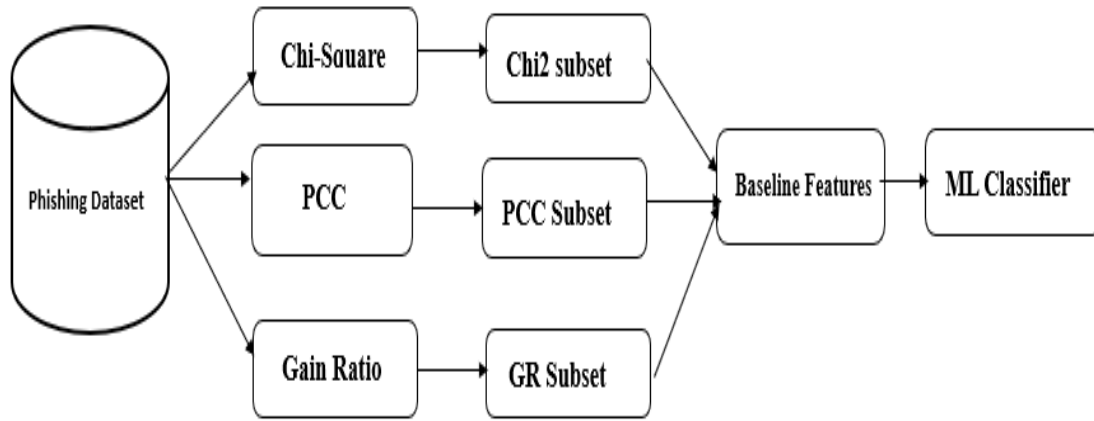 Chi-Square
Chi2 subset
Phishing Dataset
PCC
PCC Subset
Baseline Features
ML Classifier
Gain Ratio
GR Subset